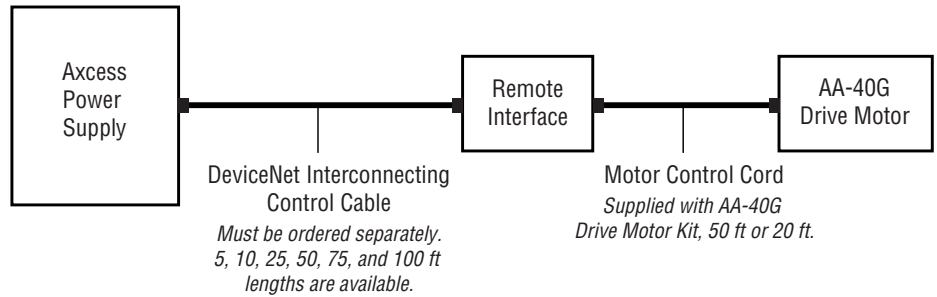 Axcess
Power
Supply
Remote
Interface
AA-40G
Drive Motor
DeviceNet Interconnecting
Control Cable
Must be ordered separately.
5, 10, 25, 50, 75, and 100 ft
lengths are available.
Motor Control Cord
Supplied with AA-40G
Drive Motor Kit, 50 ft or 20 ft.